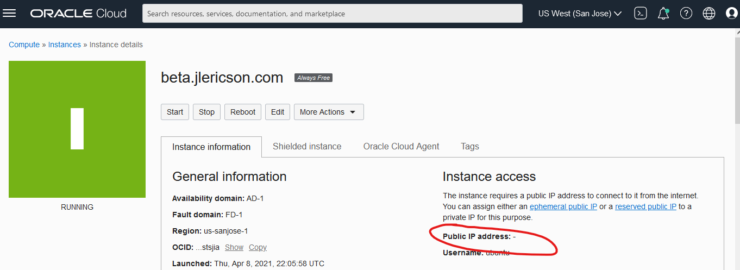 ORACLE Cloud
Search resources, services, documentation, and marketplace
US West (San Jose)
Compute » Instances » Instance details
beta.jlericson.com
Always Free
Start
Stop
Reboot
Edit
More Actions
Instance information
Shielded instance
Oracle Cloud Agent
Tags
RUNNING
General information
Availability domain: AD-1
Fault domain: FD-1
Region: us-sanjose-1
OCID: ...stsjia Show Copy
Launched: Thu, Apr 8, 2021, 22:05:58 UTC
Instance access
The instance requires a public IP address to connect to it from the internet.
You can assign either an ephemeral public IP or a reserved public IP to a
private IP for this purpose.
Public IP address: -
Username: ubuntu